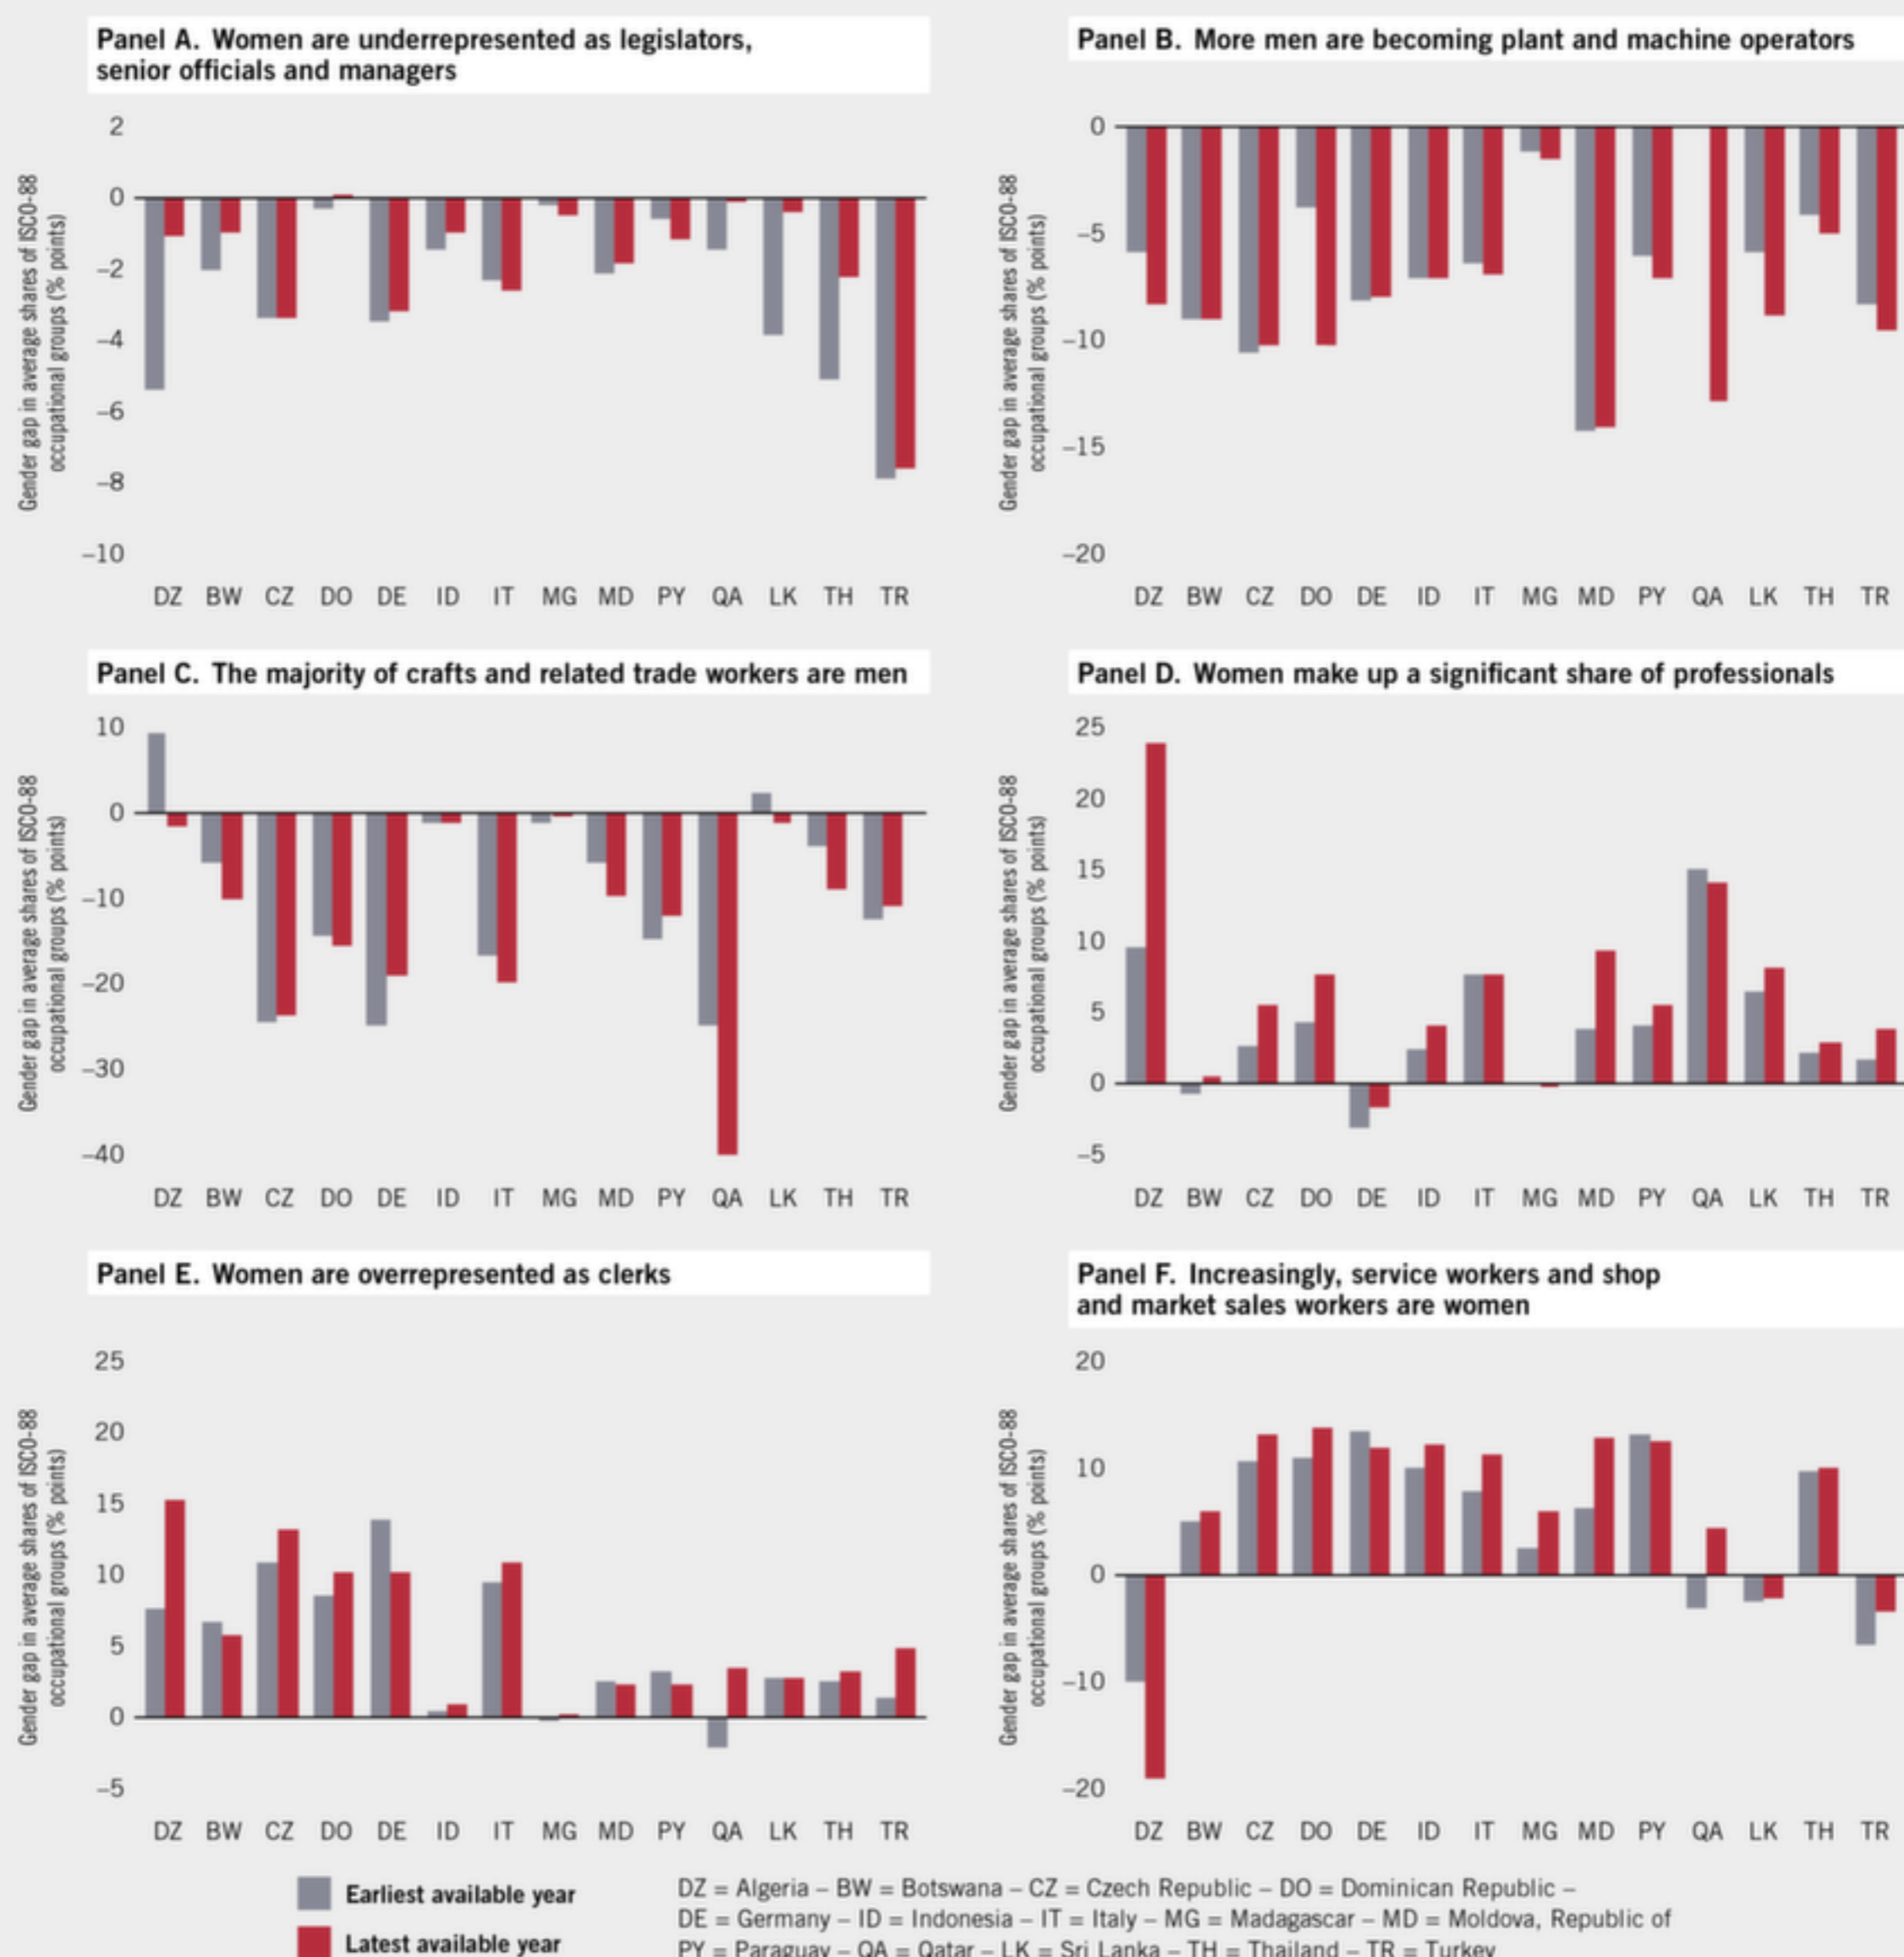 Panel A. Women are underrepresented as legislators,
senior officials and managers
Gender gap in average shares of ISCO-88
occupational groups (% points)
2
0
–2
–4
–6
–8
–10
DZ BW CZ DO DE ID IT MG MD PY QA LK TH TR
Panel B. More men are becoming plant and machine operators
Gender gap in average shares of ISCO-88
occupational groups (% points)
0
–5
–10
–15
–20
DZ BW CZ DO DE ID IT MG MD PY QA LK TH TR
Panel C. The majority of crafts and related trade workers are men
Gender gap in average shares of ISCO-88
occupational groups (% points)
10
0
–10
–20
–30
–40
DZ BW CZ DO DE ID IT MG MD PY QA LK TH TR
Panel D. Women make up a significant share of professionals
Gender gap in average shares of ISCO-88
occupational groups (% points)
25
20
15
10
5
0
–5
DZ BW CZ DO DE ID IT MG MD PY QA LK TH TR
Panel E. Women are overrepresented as clerks
Gender gap in average shares of ISCO-88
occupational groups (% points)
25
20
15
10
5
0
–5
DZ BW CZ DO DE ID IT MG MD PY QA LK TH TR
Panel F. Increasingly, service workers and shop
and market sales workers are women
Gender gap in average shares of ISCO-88
occupational groups (% points)
20
10
0
–10
–20
DZ BW CZ DO DE ID IT MG MD PY QA LK TH TR
Earliest available year
Latest available year
DZ = Algeria – BW = Botswana – CZ = Czech Republic – DO = Dominican Republic –
DE = Germany – ID = Indonesia – IT = Italy – MG = Madagascar – MD = Moldova, Republic of
PY = Paraguay – QA = Qatar – LK = Sri Lanka – TH = Thailand – TR = Turkey